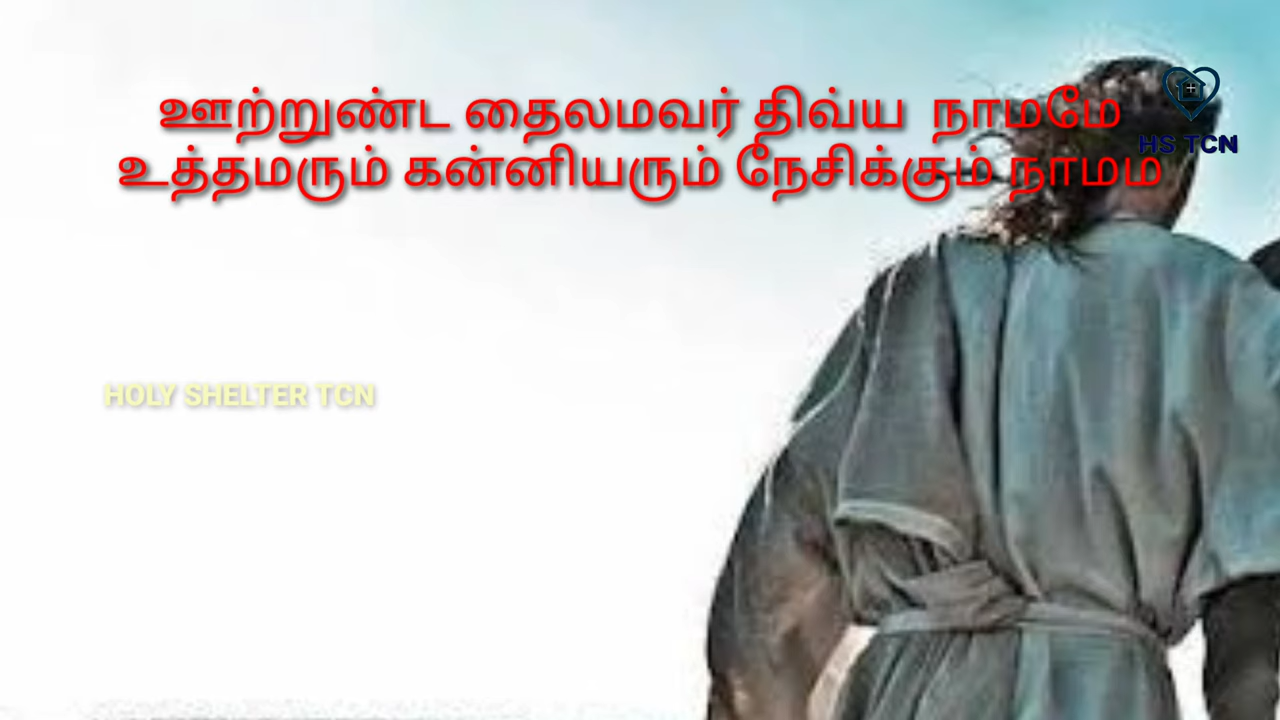 ஊற்றுண்ட தைலமவர் திவ்ய நாமமே
உத்தமரும் கன்னியரும் நேசிக்கும் நாமம
HS TCN
HOLY SHELTER TCN